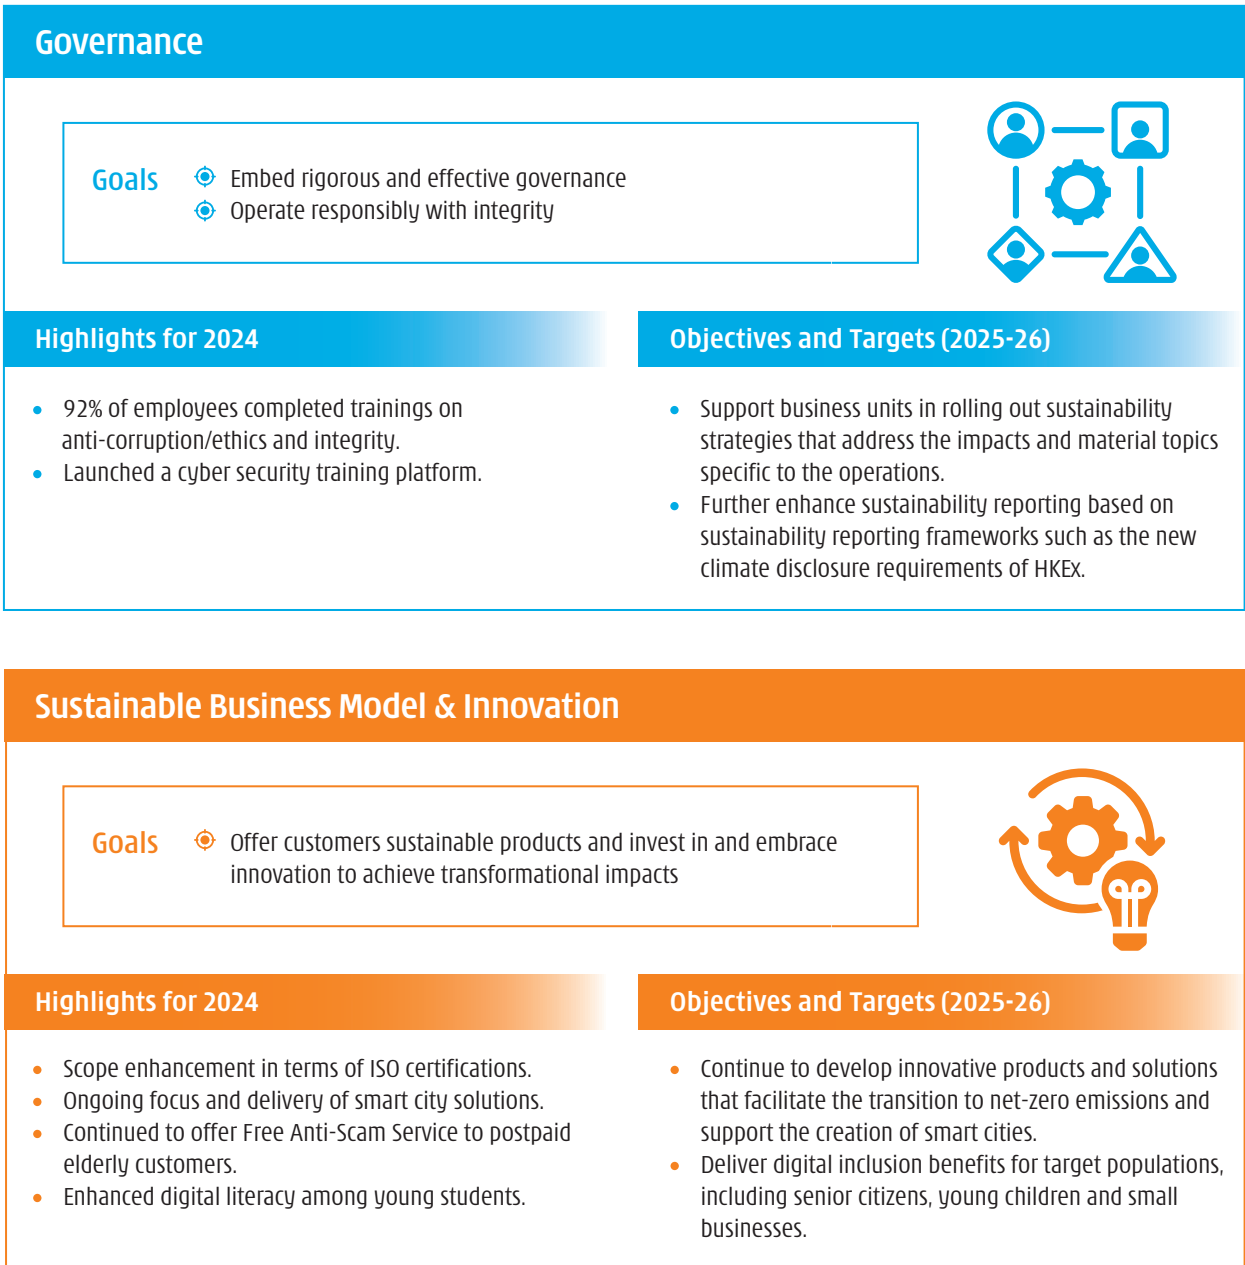 Governance
Goals
Embed rigorous and effective governance
Operate responsibly with integrity
Highlights for 2024
• 92% of employees completed trainings on
anti-corruption/ethics and integrity.
• Launched a cyber security training platform.
Objectives and Targets (2025-26)
• Support business units in rolling out sustainability
strategies that address the impacts and material topics
specific to the operations.
• Further enhance sustainability reporting based on
sustainability reporting frameworks such as the new
climate disclosure requirements of HKEx.
Sustainable Business Model & Innovation
Goals
Offer customers sustainable products and invest in and embrace
innovation to achieve transformational impacts
Highlights for 2024
• Scope enhancement in terms of ISO certifications.
• Ongoing focus and delivery of smart city solutions.
• Continued to offer Free Anti-Scam Service to postpaid
elderly customers.
• Enhanced digital literacy among young students.
Objectives and Targets (2025-26)
• Continue to develop innovative products and solutions
that facilitate the transition to net-zero emissions and
support the creation of smart cities.
• Deliver digital inclusion benefits for target populations,
including senior citizens, young children and small
businesses.